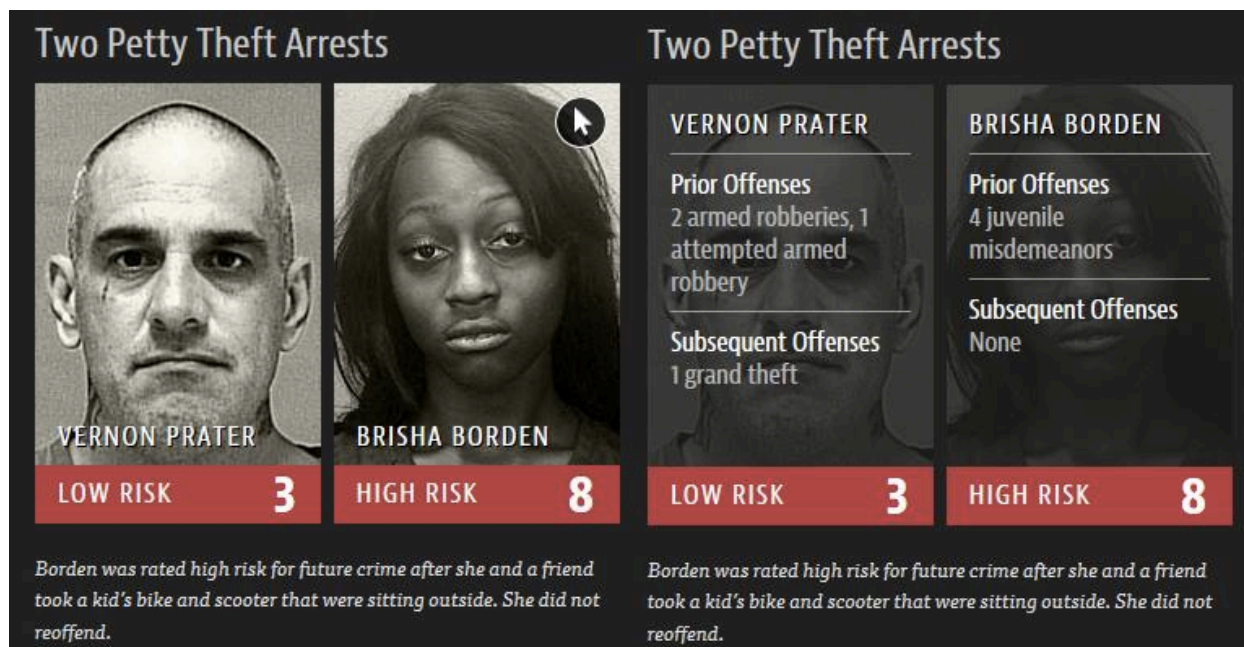 Two Petty Theft Arrests
VERNON PRATER
BRISHA BORDEN
LOW RISK 3
HIGH RISK 8
Borden was rated high risk for future crime after she and a friend
took a kid's bike and scooter that were sitting outside. She did not
reoffend.
Two Petty Theft Arrests
VERNON PRATER
Prior Offenses
2 armed robberies, 1
attempted armed
robbery
Subsequent Offenses
1 grand theft
LOW RISK 3
BRISHA BORDEN
Prior Offenses
4 juvenile
misdemeanors
Subsequent Offenses
None
HIGH RISK 8
Borden was rated high risk for future crime after she and a friend
took a kid's bike and scooter that were sitting outside. She did not
reoffend.